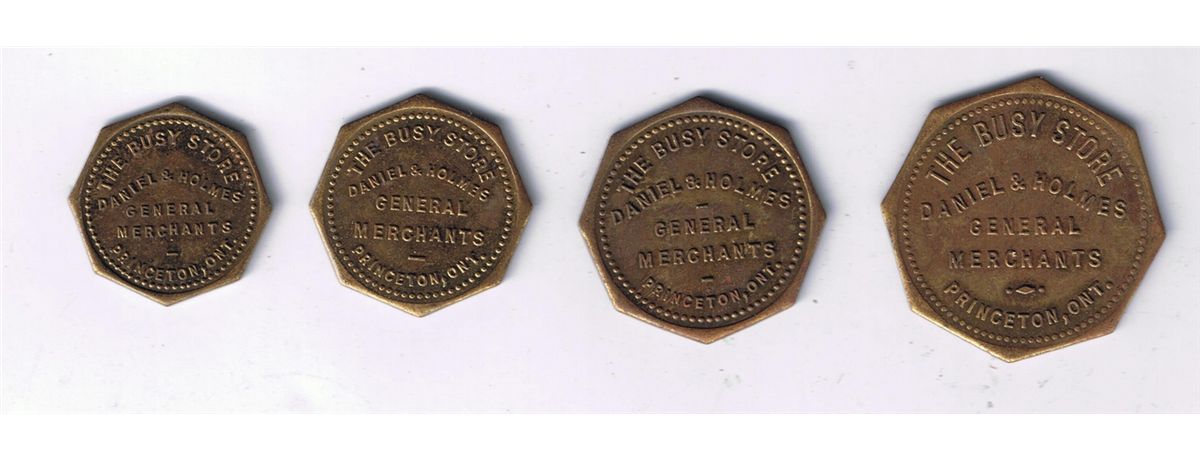 THE BUSY STORE
DANIEL & HOLMES
GENERAL
MERCHANTS
PRINCETON, ONT.
THE BUSY STORE
DANIEL & HOLMES
GENERAL
MERCHANTS
PRINCETON, ONT.
THE BUSY STORE
DANIEL & HOLMES
GENERAL
MERCHANTS
PRINCETON, ONT.
THE BUSY STORE
DANIEL & HOLMES
GENERAL
MERCHANTS
PRINCETON, ONT.